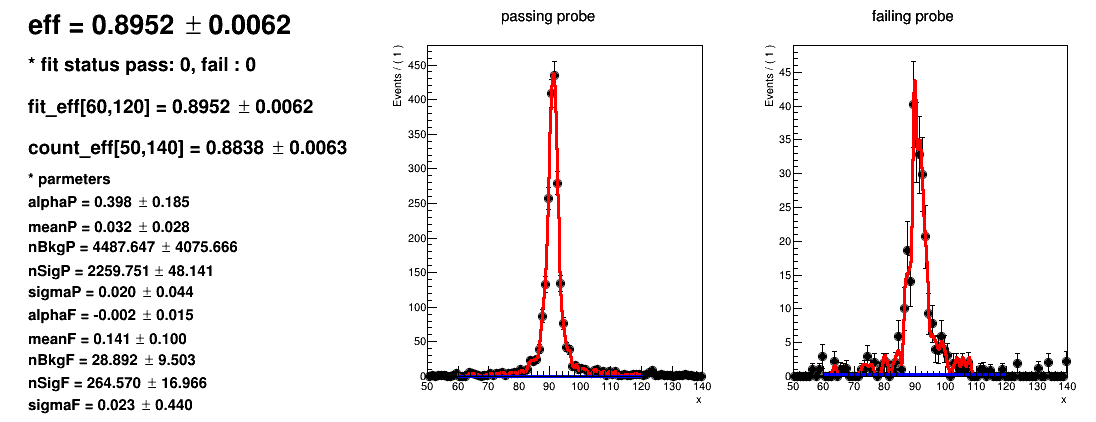 eff = 0.8952 ± 0.0062
* fit status pass: 0, fail : 0
fit_eff[60,120] = 0.8952 ± 0.0062
count_eff[50,140] = 0.8838 ± 0.0063
* parmeters
alphaP = 0.398 ± 0.185
meanP = 0.032 ± 0.028
nBkgP = 4487.647 ± 4075.666
nSigP = 2259.751 ± 48.141
sigmaP = 0.020 ± 0.044
alphaF = -0.002 ± 0.015
meanF = 0.141 ± 0.100
nBkgF = 28.892 ± 9.503
nSigF = 264.570 ± 16.966
sigmaF = 0.023 ± 0.440
passing probe
Events / ( 1 )
450
400
350
300
250
200
150
100
50
0
50 60 70 80 90 100 110 120 130 140
x
failing probe
Events / ( 1 )
45
40
35
30
25
20
15
10
5
0
50 60 70 80 90 100 110 120 130 140
x